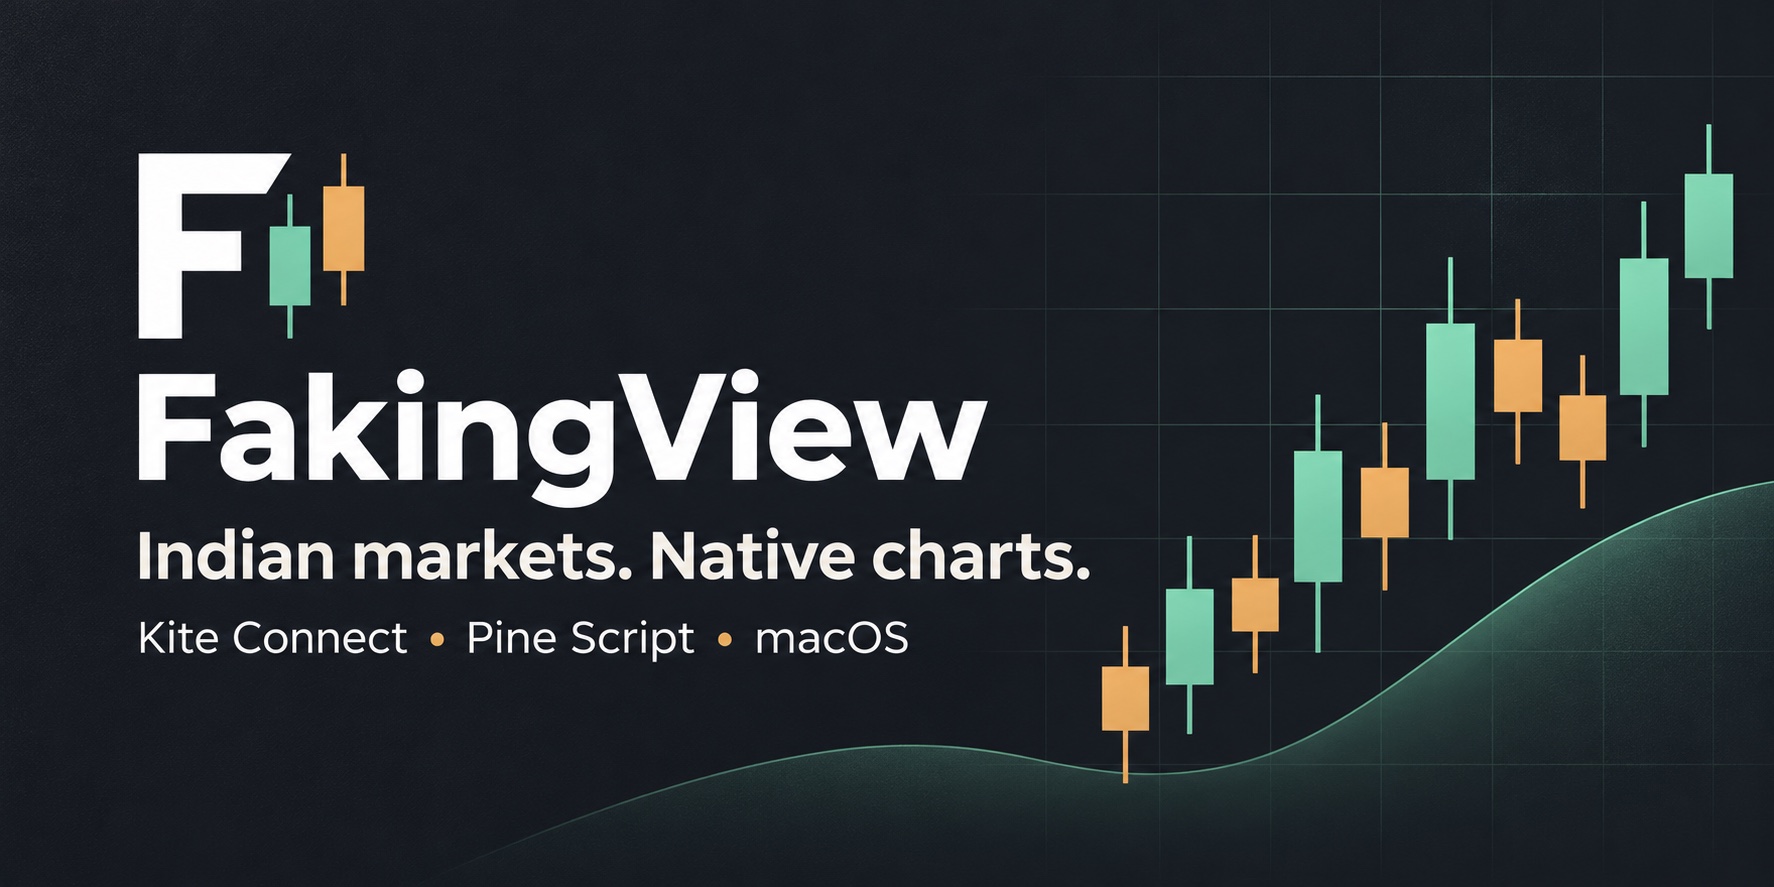 F
FakingView
Indian markets. Native charts.
Kite Connect • Pine Script • macOS